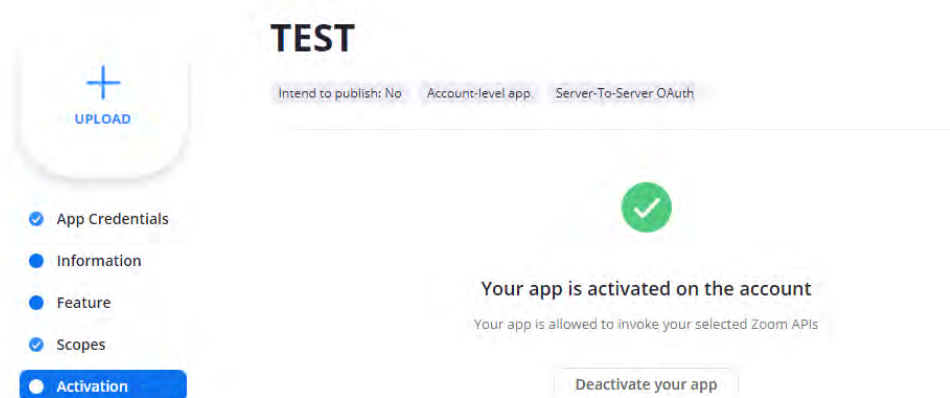 TEST
Intend to publish: No Account-level app Server-To-Server OAuth
UPLOAD
App Credentials
Information
Feature
Scopes
Activation
Your app is activated on the account
Your app is allowed to invoke your selected Zoom APIs
Deactivate your app